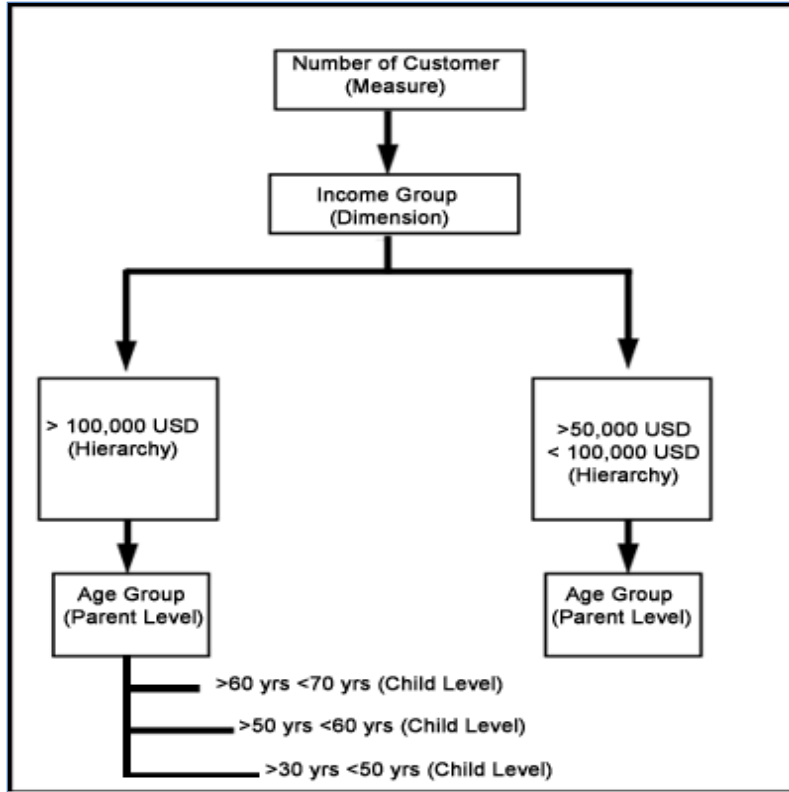 Number of Customer
(Measure)
Income Group
(Dimension)
> 100,000 USD
(Hierarchy)
>50,000 USD
< 100,000 USD
(Hierarchy)
Age Group
(Parent Level)
Age Group
(Parent Level)
>60 yrs <70 yrs (Child Level)
>50 yrs <60 yrs (Child Level)
>30 yrs <50 yrs (Child Level)